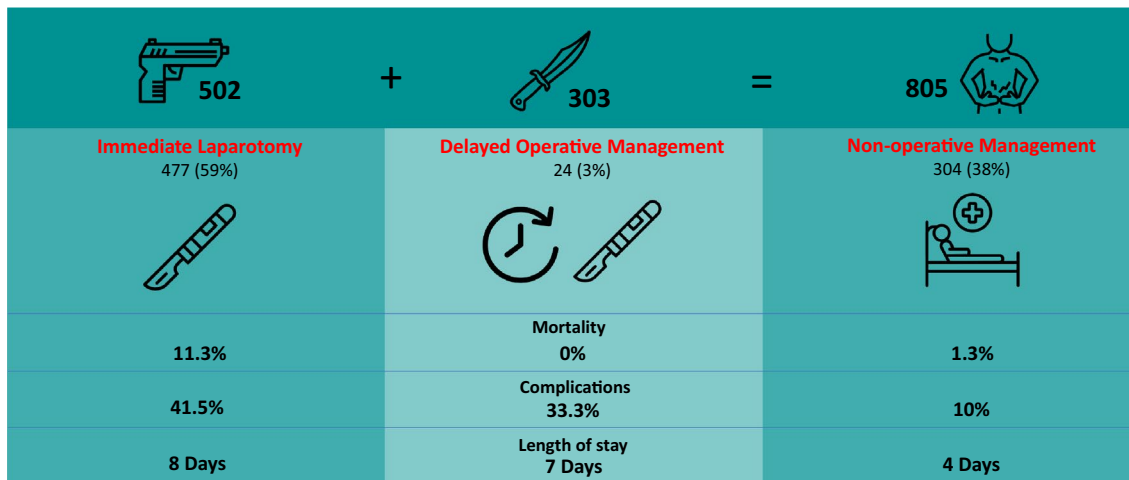 502 + 303 = 805
Immediate Laparotomy Delayed Operative Management Non-operative Management
477 (59%) 24 (3%) 304 (38%)
Mortality
11.3% 0% 1.3%
Complications
41.5% 33.3% 10%
Length of stay
8 Days 7 Days 4 Days